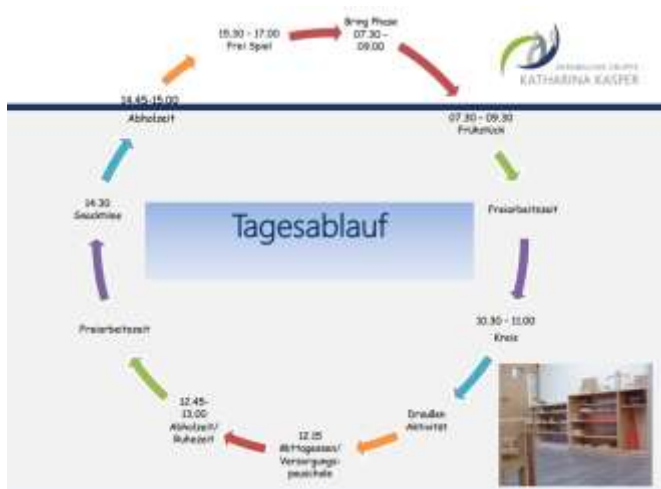 Bring Phase
07.30 -
09.00
15.30 - 17.00
Frei Spiel
KATHARINA KASPER
14.45-15.00
Abholzeit
07.30 - 09.30
Frühstück
14.30
Freiarbeitszeit
Tagesablauf
10.30 - 11.00
Kreis
Freiarbeitszeit
12.45-
13.00
Abholzeit/
Ruhezeit
12.15
Mittagessen/
Versorgungs-
pauschale
Draußen
Aktivität